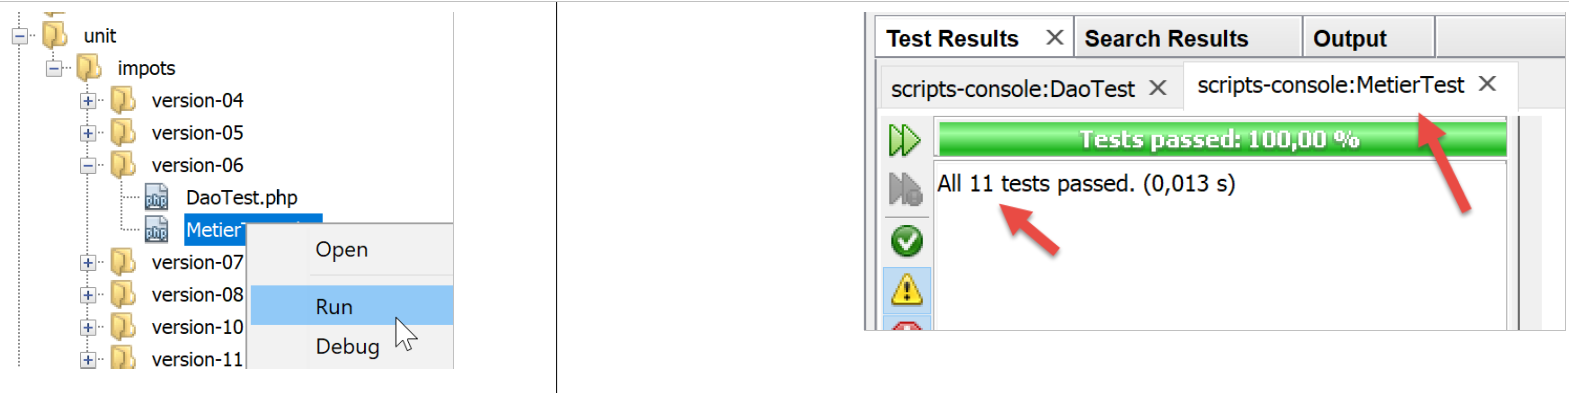 unit
impots
version-04
version-05
version-06
DaoTest.php
Metier
version-07
version-08
version-10
version-11
Open
Run
Debug
Test Results
Search Results
Output
scripts-console:DaoTest
scripts-console:MetierTest
Tests passed: 100,00 %
All 11 tests passed. (0,013 s)